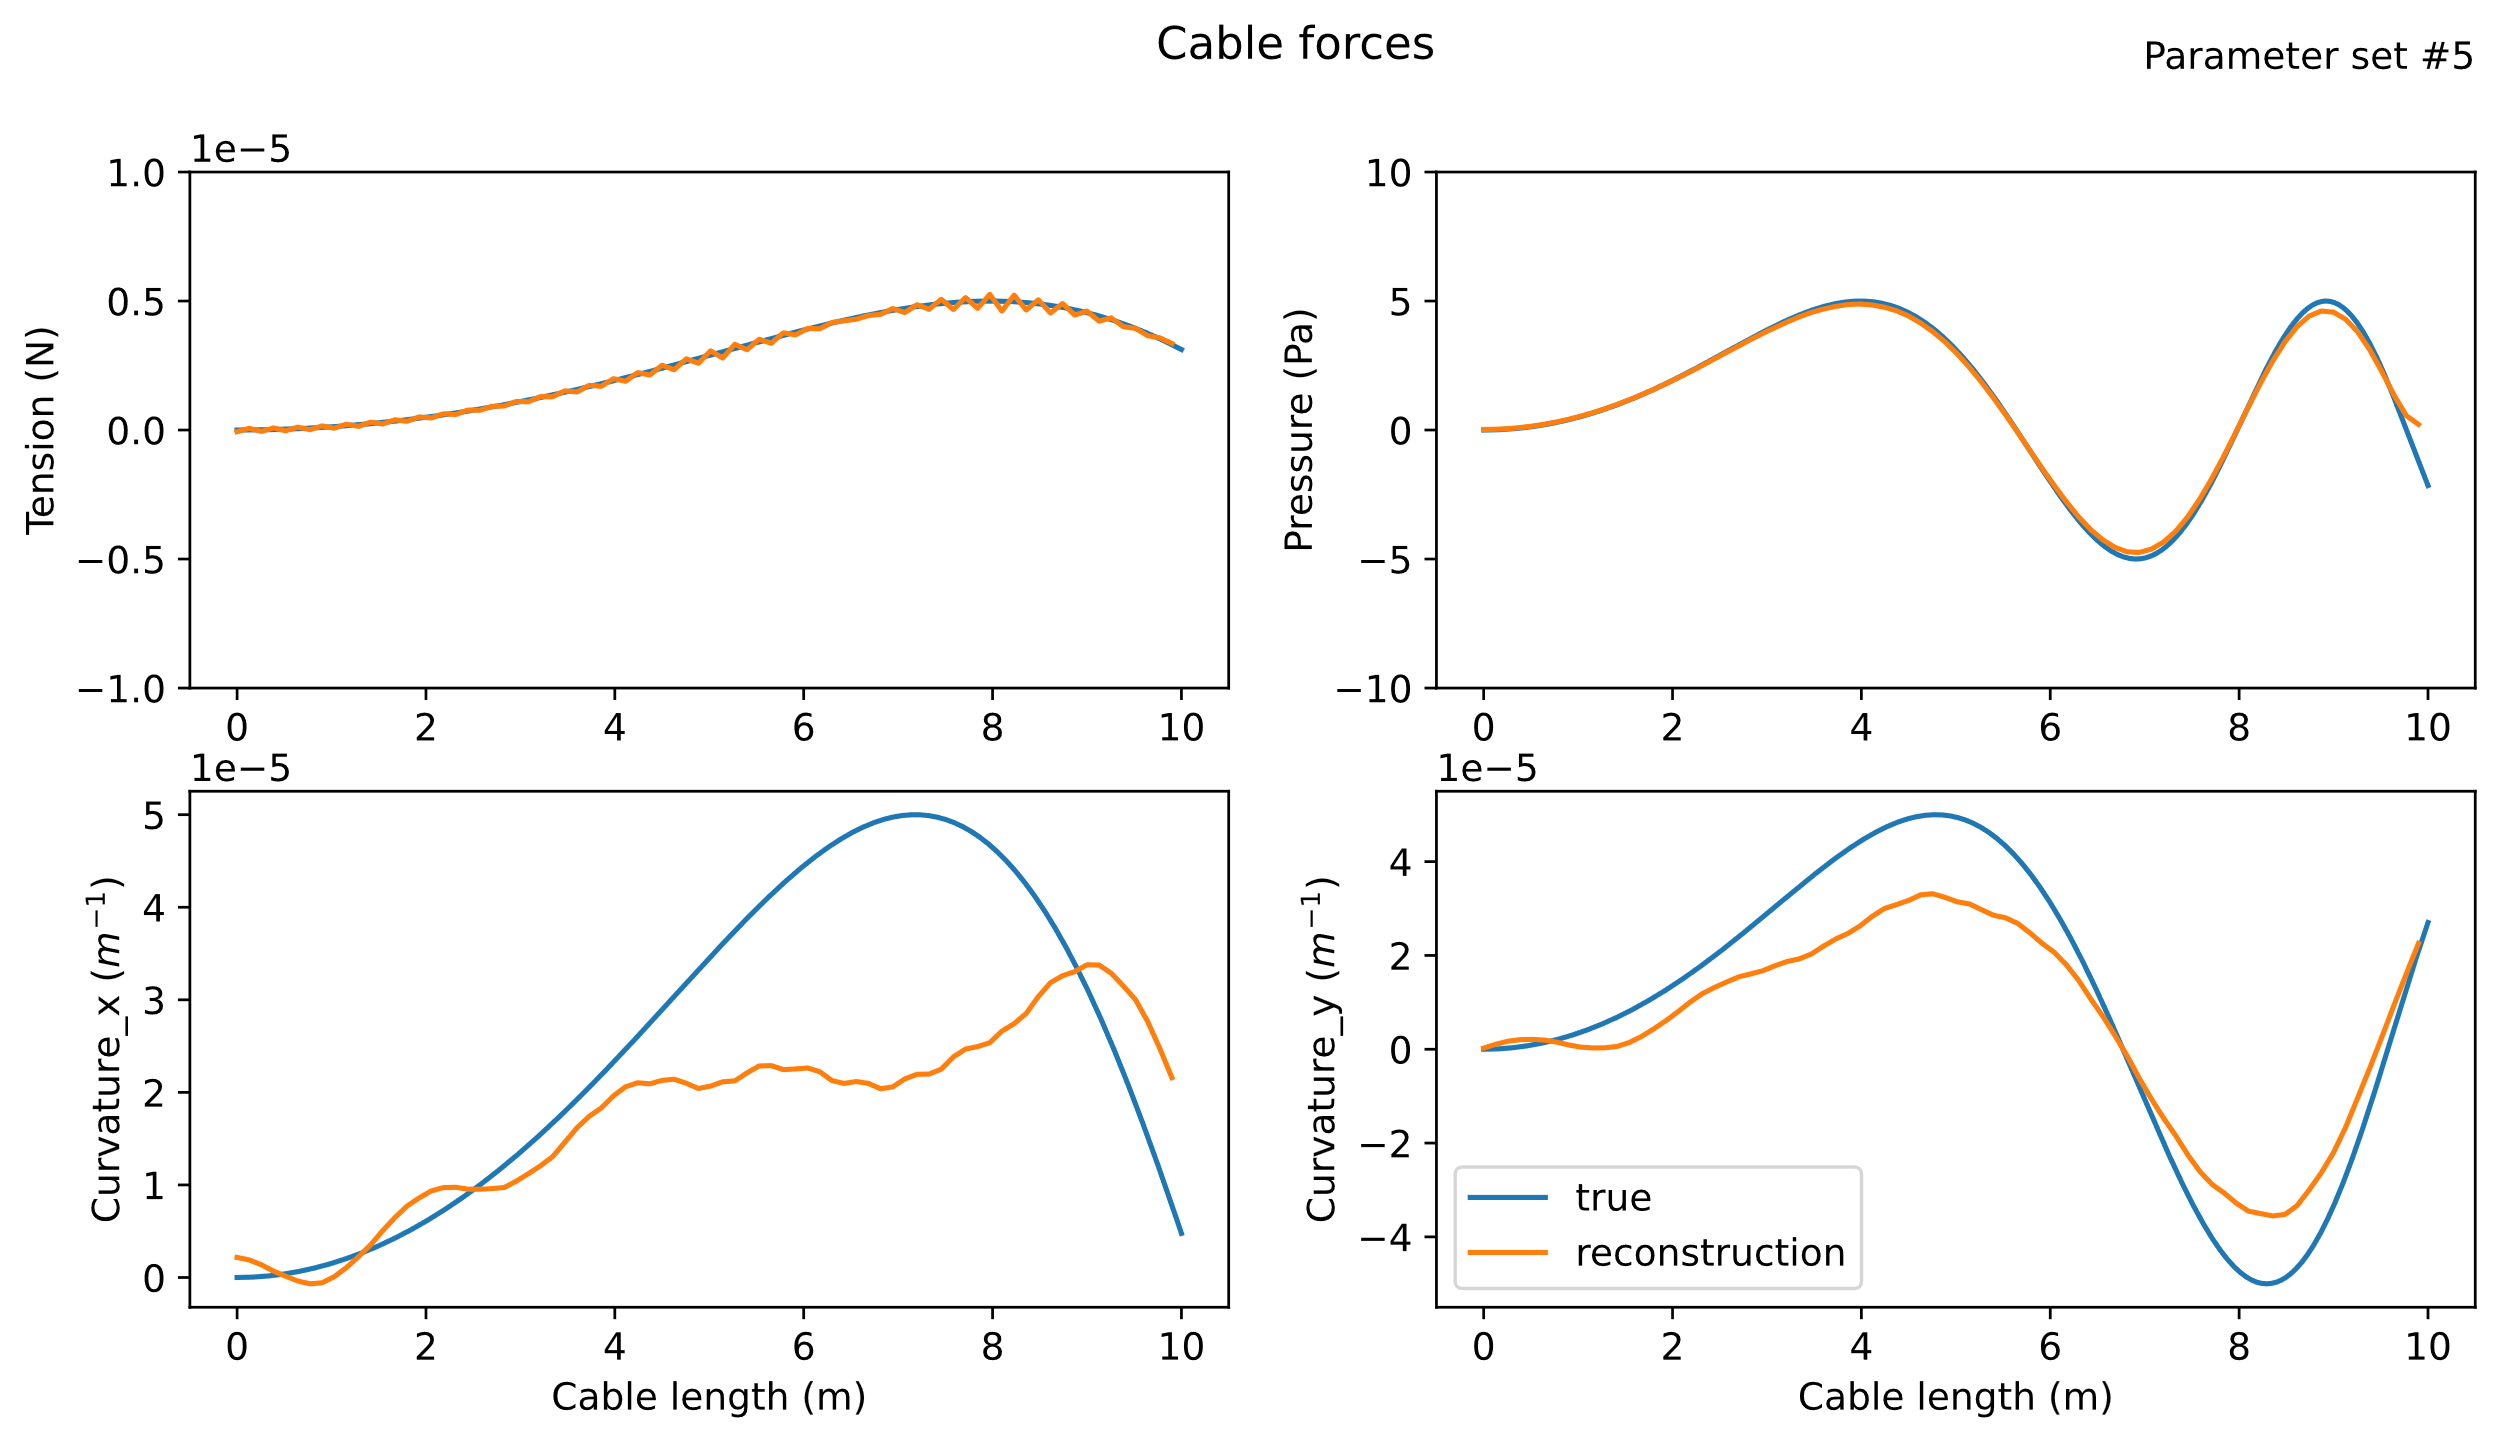 Cable forces
Parameter set #5
1e−5
1.0
0.5
0.0
−0.5
−1.0
Tension (N)
0 2 4 6 8 10
10
5
0
−5
−10
Pressure (Pa)
0 2 4 6 8 10
1e−5
5
4
3
2
1
0
Curvature_x (m⁻¹)
0 2 4 6 8 10
Cable length (m)
1e−5
4
2
0
−2
−4
Curvature_y (m⁻¹)
true
reconstruction
0 2 4 6 8 10
Cable length (m)